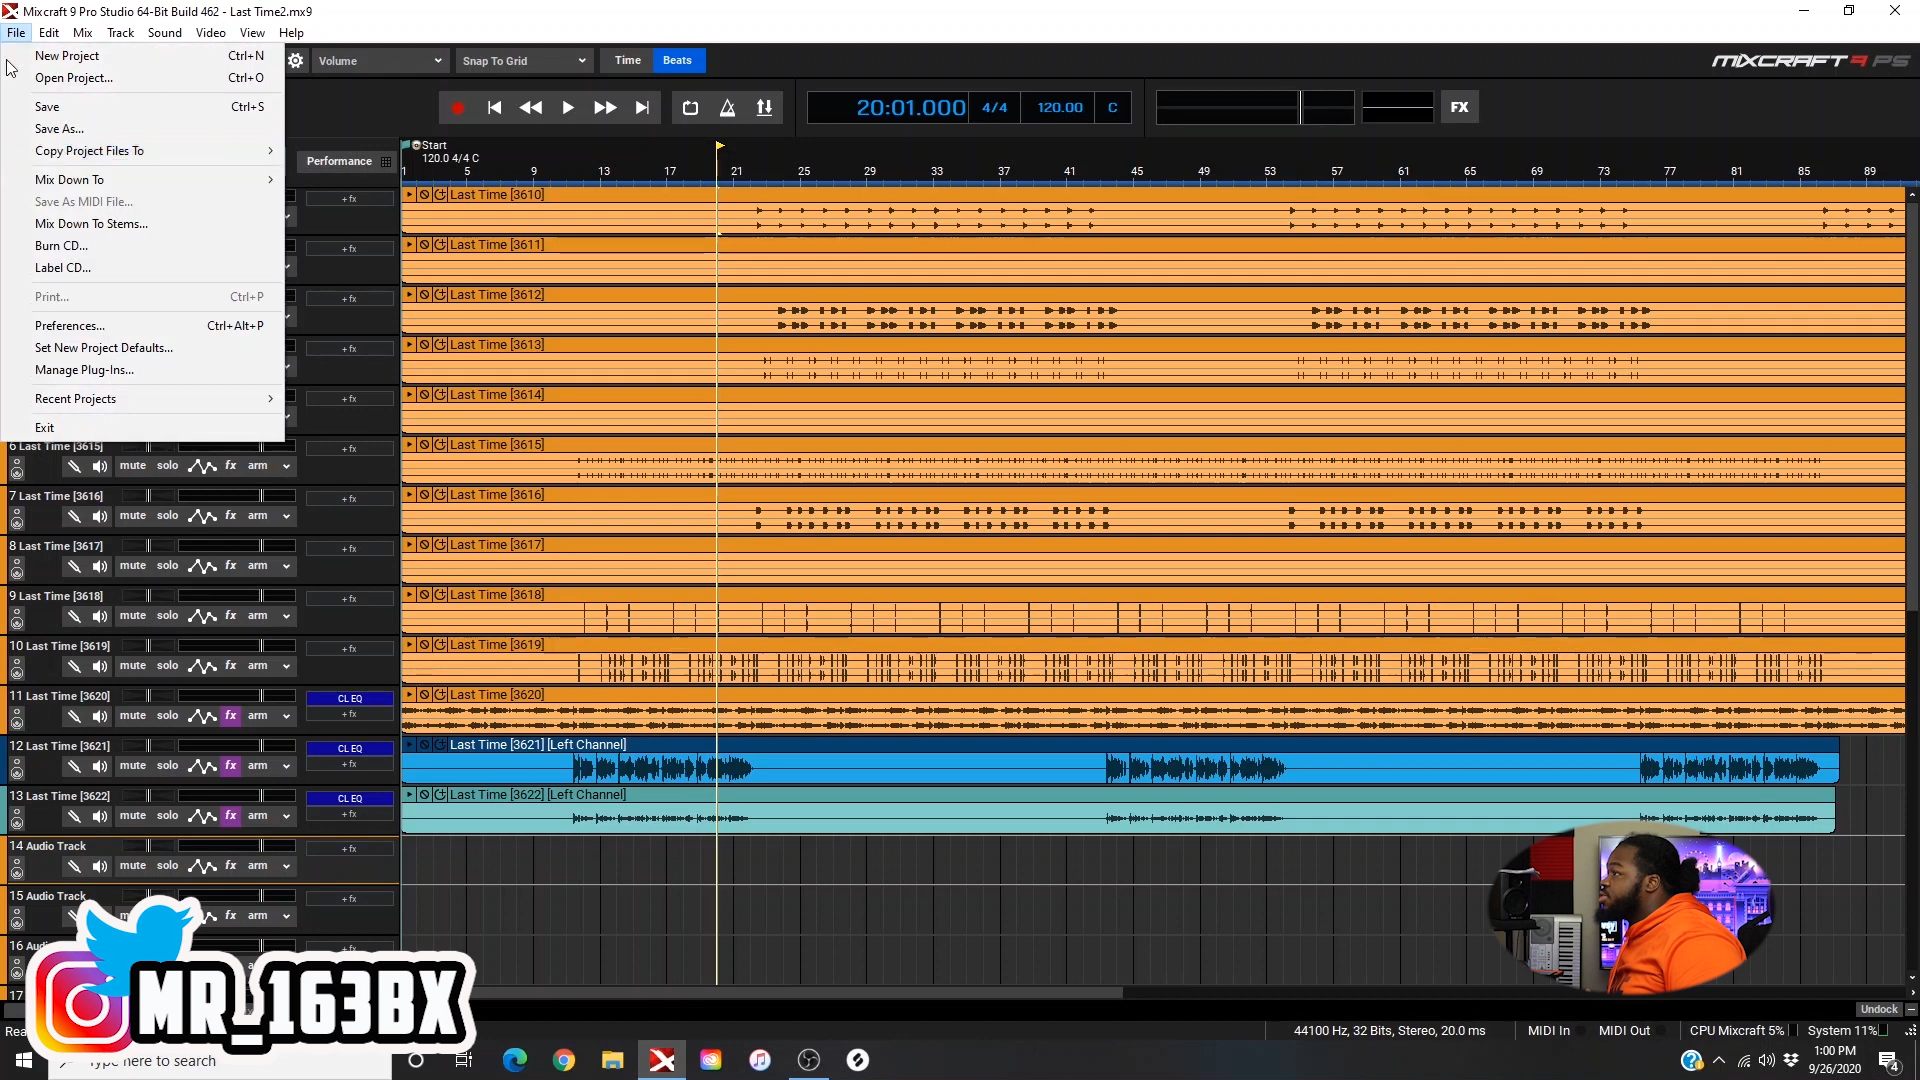 Mixcraft 9 Pro Studio 64-Bit Build 462 - Last Time2.mx9
File Edit Mix Track Sound Video View Help
New Project Ctrl+N
Open Project... Ctrl+O
Save Ctrl+S
Save As...
Copy Project Files To
Mix Down To
Save As MIDI File...
Mix Down To Stems...
Burn CD...
Label CD...
Print... Ctrl+P
Preferences... Ctrl+Alt+P
Set New Project Defaults...
Manage Plug-Ins...
Recent Projects
Exit
Volume Snap To Grid Time Beats
MIXCRAFT 9 PS
20:01.000 4/4 120.00 C FX
Performance
Start
120.0 4/4 C
1 5 9 13 17 21 25 29 33 37 41 45 49 53 57 61 65 69 73 77 81 85 89
+fx Last Time [3610]
+fx Last Time [3611]
+fx Last Time [3612]
+fx Last Time [3613]
+fx Last Time [3614]
6 Last Time [3615] +fx Last Time [3615]
mute solo fx arm
7 Last Time [3616] +fx Last Time [3616]
mute solo fx arm
8 Last Time [3617] +fx Last Time [3617]
mute solo fx arm
9 Last Time [3618] +fx Last Time [3618]
mute solo fx arm
10 Last Time [3619] +fx Last Time [3619]
mute solo fx arm
11 Last Time [3620] CL EQ Last Time [3620]
mute solo fx arm +fx
12 Last Time [3621] CL EQ Last Time [3621] [Left Channel]
mute solo fx arm +fx
13 Last Time [3622] CL EQ Last Time [3622] [Left Channel]
mute solo fx arm +fx
14 Audio Track +fx
mute solo fx arm
15 Audio Track +fx
fx arm
16 +fx
17
MR_163BX
Undock
44100 Hz, 32 Bits, Stereo, 20.0 ms MIDI In MIDI Out CPU Mixcraft 5% System 11%
here to search
1:00 PM
9/26/2020
4